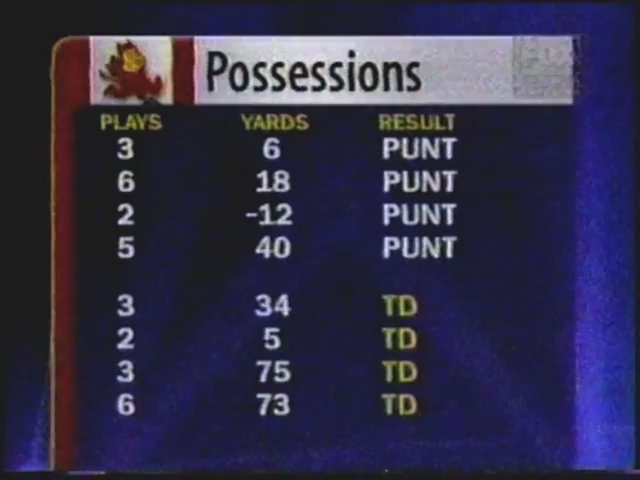 Possessions
PLAYS YARDS RESULT
3 6 PUNT
6 18 PUNT
2 -12 PUNT
5 40 PUNT
3 34 TD
2 5 TD
3 75 TD
6 73 TD